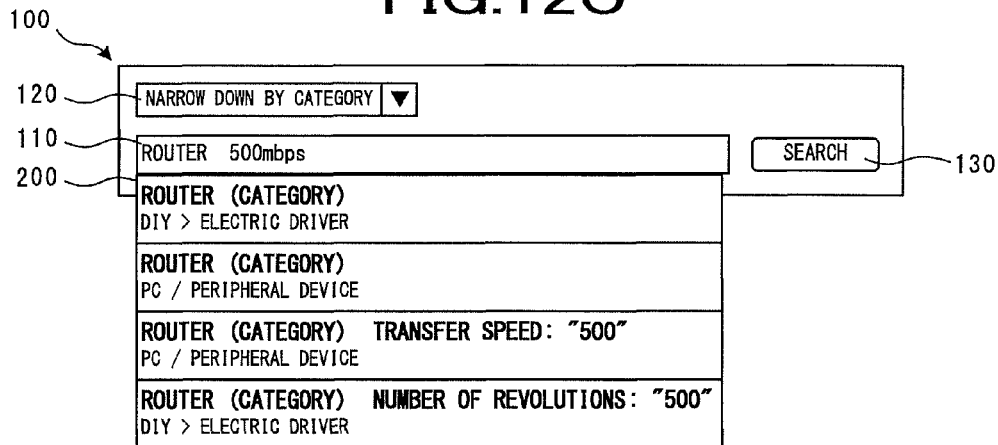 FIG.12C
100
120
NARROW DOWN BY CATEGORY ▼
110
ROUTER 500mbps
SEARCH
130
200
ROUTER (CATEGORY)
DIY > ELECTRIC DRIVER
ROUTER (CATEGORY)
PC / PERIPHERAL DEVICE
ROUTER (CATEGORY) TRANSFER SPEED: "500"
PC / PERIPHERAL DEVICE
ROUTER (CATEGORY) NUMBER OF REVOLUTIONS: "500"
DIY > ELECTRIC DRIVER